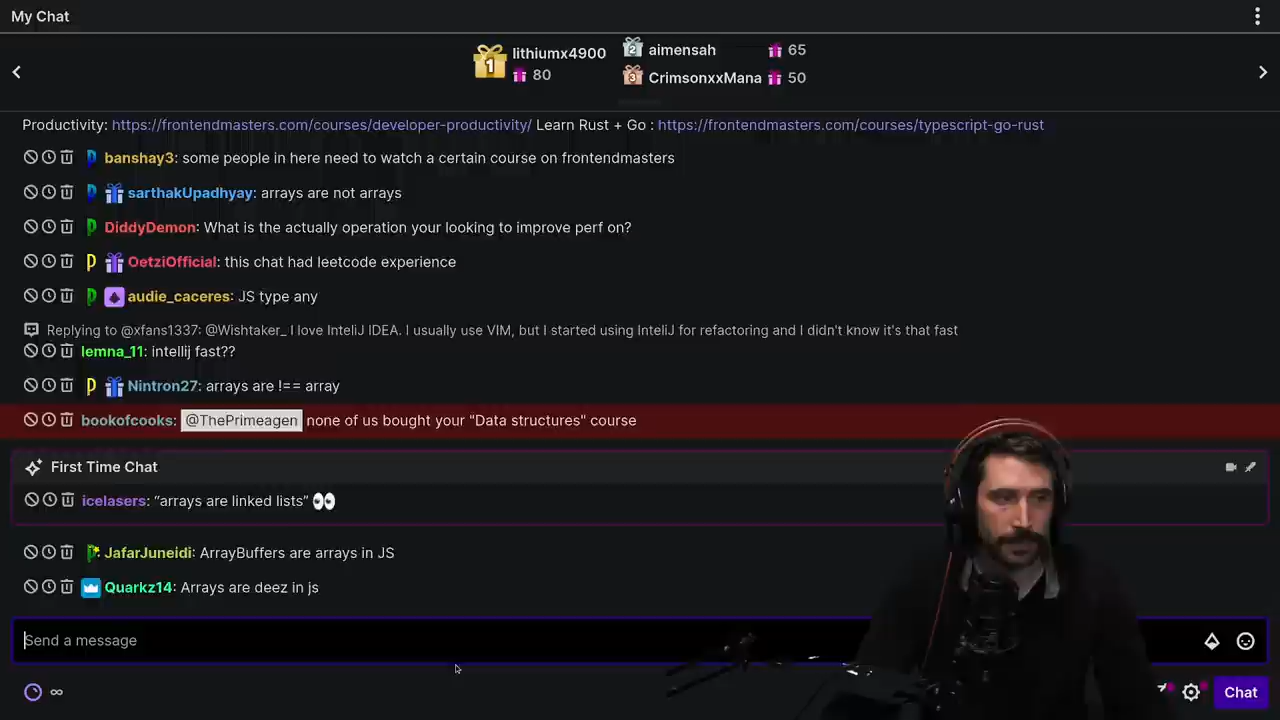 My Chat
lithiumx4900
80
aimensah 65
CrimsonxxMana 50
Productivity: https://frontendmasters.com/courses/developer-productivity/ Learn Rust + Go : https://frontendmasters.com/courses/typescript-go-rust
banshay3: some people in here need to watch a certain course on frontendmasters
sarthakUpadhyay: arrays are not arrays
DiddyDemon: What is the actually operation your looking to improve perf on?
OetziOfficial: this chat had leetcode experience
audie_caceres: JS type any
Replying to @xfans1337: @Wishtaker_ I love InteliJ IDEA. I usually use VIM, but I started using InteliJ for refactoring and I didn't know it's that fast
lemna_11: intellij fast??
Nintron27: arrays are !== array
bookofcooks: @ThePrimeagen none of us bought your "Data structures" course
First Time Chat
icelasers: “arrays are linked lists” 👀
JafarJuneidi: ArrayBuffers are arrays in JS
Quarkz14: Arrays are deez in js
Send a message
∞
Chat